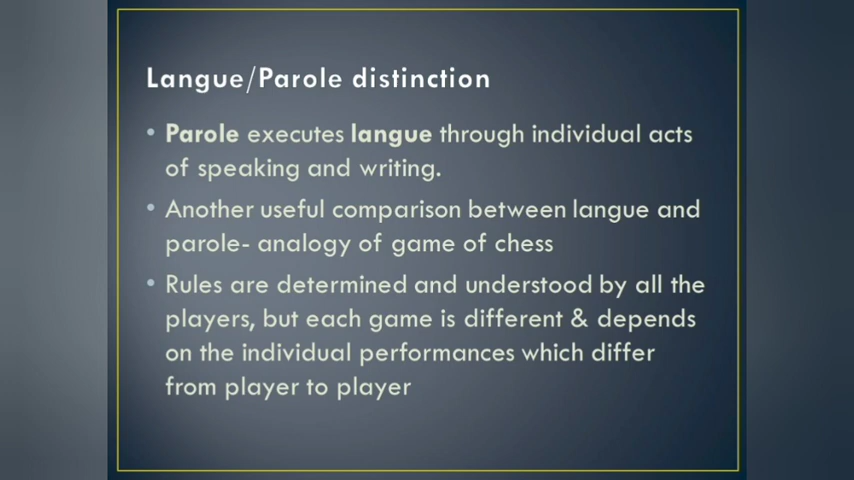 Langue/Parole distinction
• Parole executes langue through individual acts
of speaking and writing.
• Another useful comparison between langue and
parole- analogy of game of chess
• Rules are determined and understood by all the
players, but each game is different & depends
on the individual performances which differ
from player to player